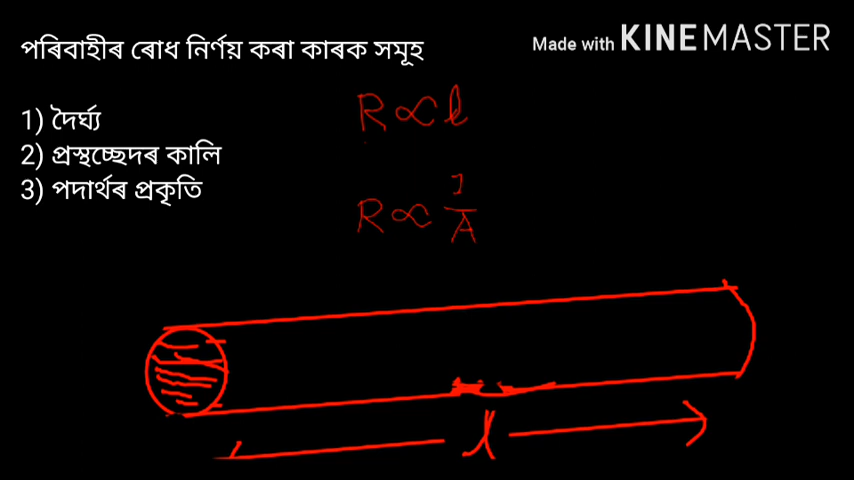 পৰিবাহীৰ ৰোধ নিৰ্ণয় কৰা কাৰক সমূহ
Made with KINEMASTER
1) দৈৰ্ঘ্য
2) প্ৰস্থচ্ছেদৰ কালি
3) পদাৰ্থৰ প্ৰকৃতি
R ∝ l
R ∝ 1/A
l